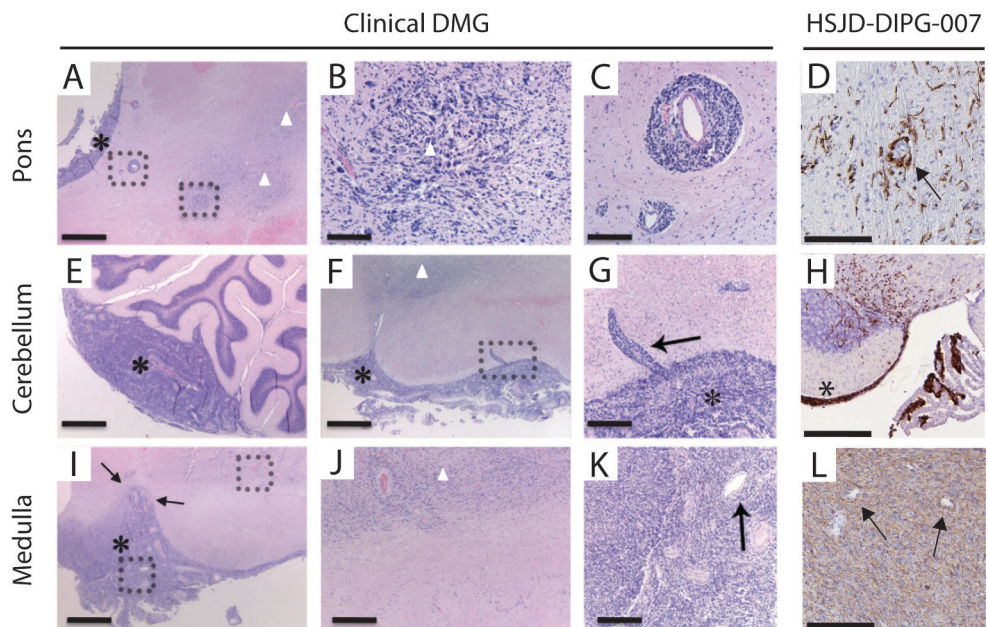 Clinical DMG
HSJD-DIPG-007
Pons
A
B
C
D
Cerebellum
E
F
G
H
Medulla
I
J
K
L